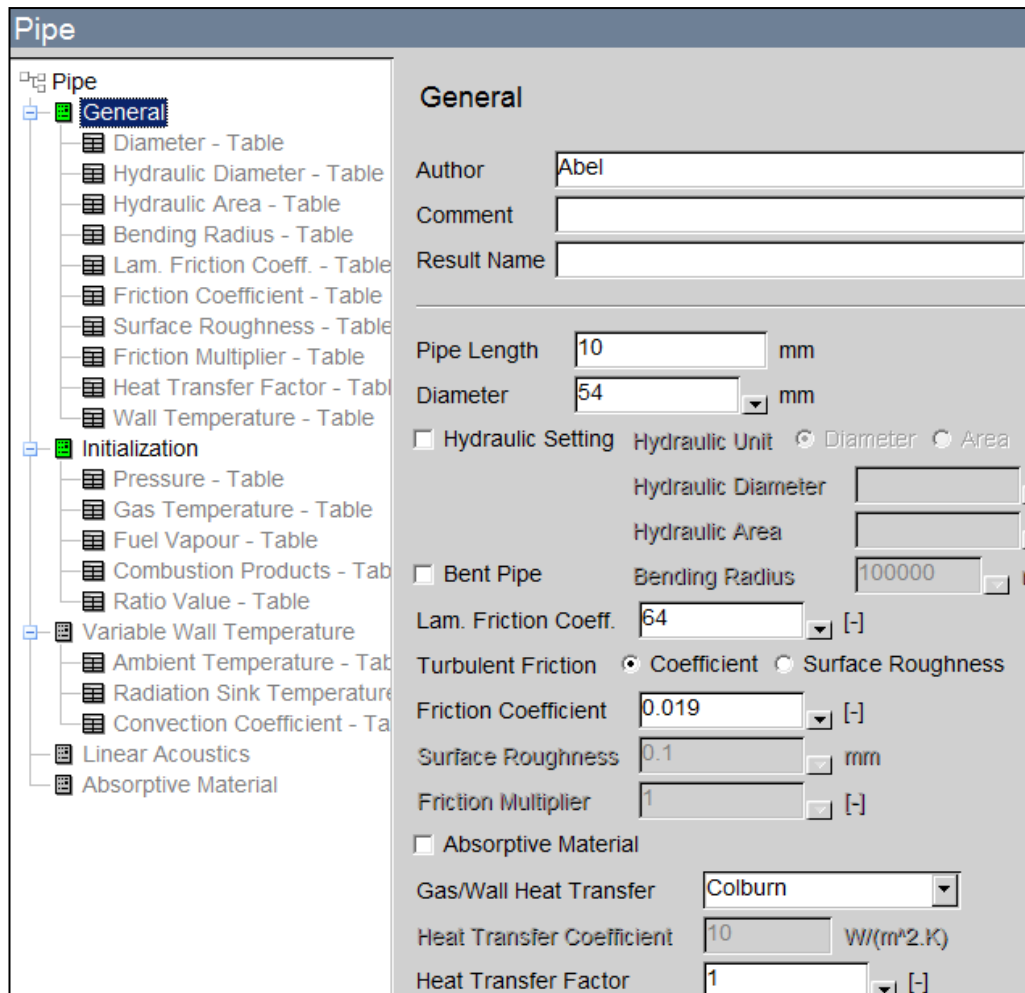 Pipe
Pipe
General
Diameter - Table
Hydraulic Diameter - Table
Hydraulic Area - Table
Bending Radius - Table
Lam. Friction Coeff. - Table
Friction Coefficient - Table
Surface Roughness - Table
Friction Multiplier - Table
Heat Transfer Factor - Tabl
Wall Temperature - Table
Initialization
Pressure - Table
Gas Temperature - Table
Fuel Vapour - Table
Combustion Products - Tab
Ratio Value - Table
Variable Wall Temperature
Ambient Temperature - Tab
Radiation Sink Temperature
Convection Coefficient - Ta
Linear Acoustics
Absorptive Material
General
Author Abel
Comment
Result Name
Pipe Length 10 mm
Diameter 54 mm
Hydraulic Setting Hydraulic Unit Diameter Area
Hydraulic Diameter
Hydraulic Area
Bent Pipe Bending Radius 100000
Lam. Friction Coeff. 64 [-]
Turbulent Friction Coefficient Surface Roughness
Friction Coefficient 0.019 [-]
Surface Roughness 0.1 mm
Friction Multiplier 1 [-]
Absorptive Material
Gas/Wall Heat Transfer Colburn
Heat Transfer Coefficient 10 W/(m^2.K)
Heat Transfer Factor 1 [-]